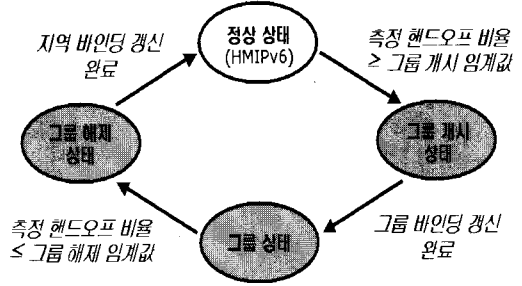 정상 상태
(HMIPv6)
지역 바인딩 갱신
완료
측정 핸드오프 비율
≥ 그룹 개시 임계값
그룹 해제
상태
그룹 개시
상태
측정 핸드오프 비율
≤ 그룹 해제 임계값
그룹 상태
그룹 바인딩 갱신
완료